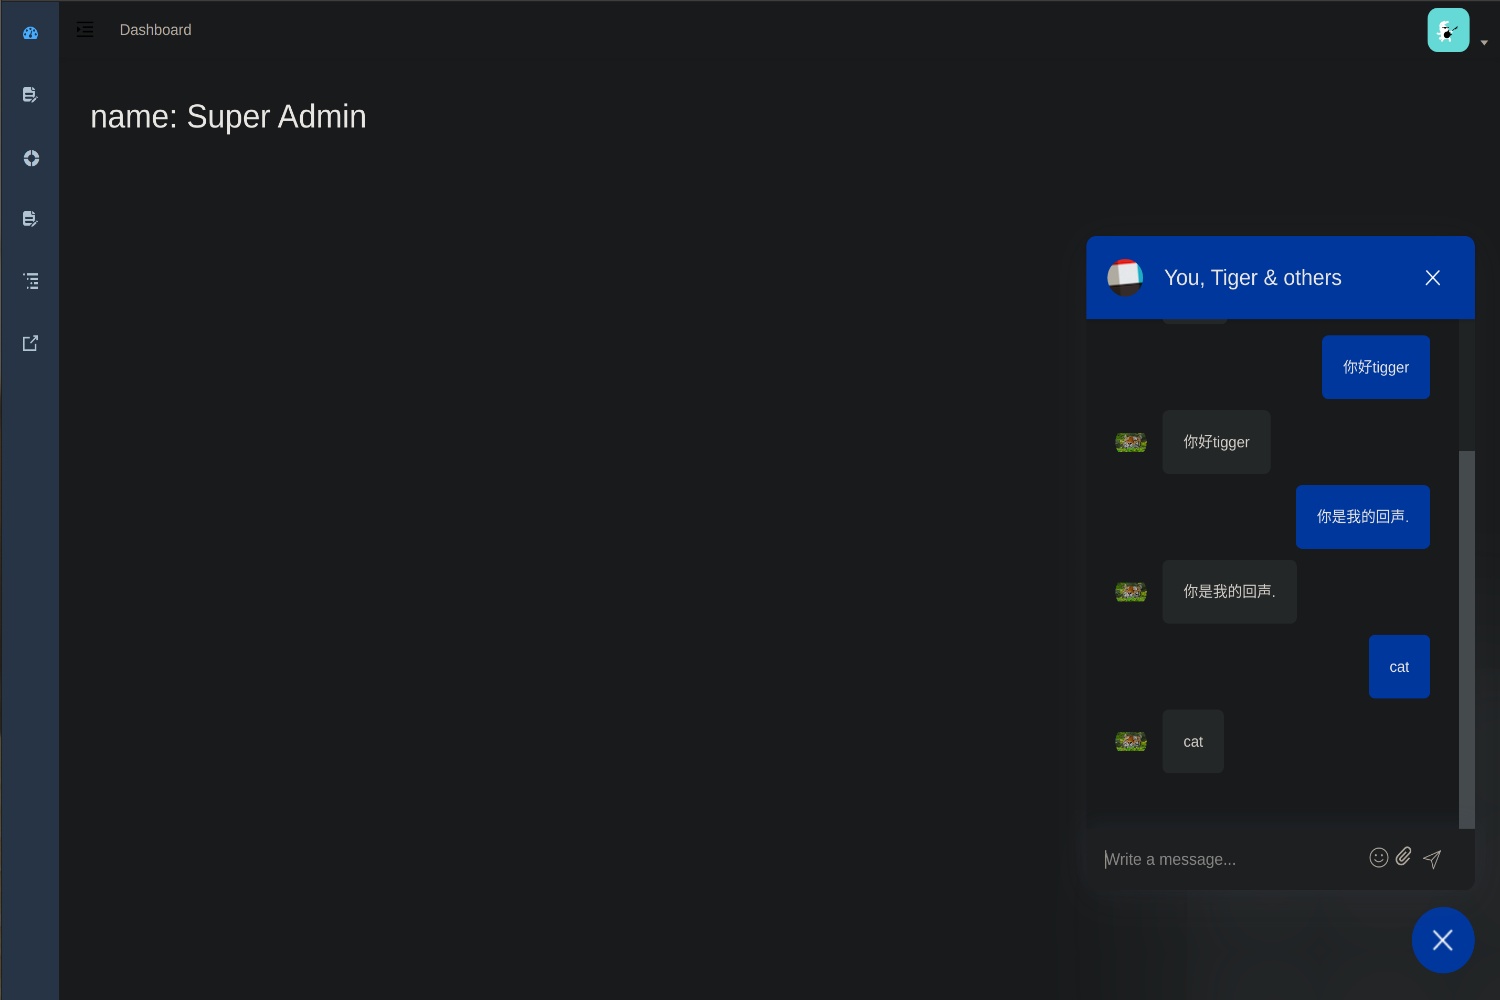 Dashboard
name: Super Admin
You, Tiger & others
你好tigger
你好tigger
你是我的回声.
你是我的回声.
cat
cat
Write a message...